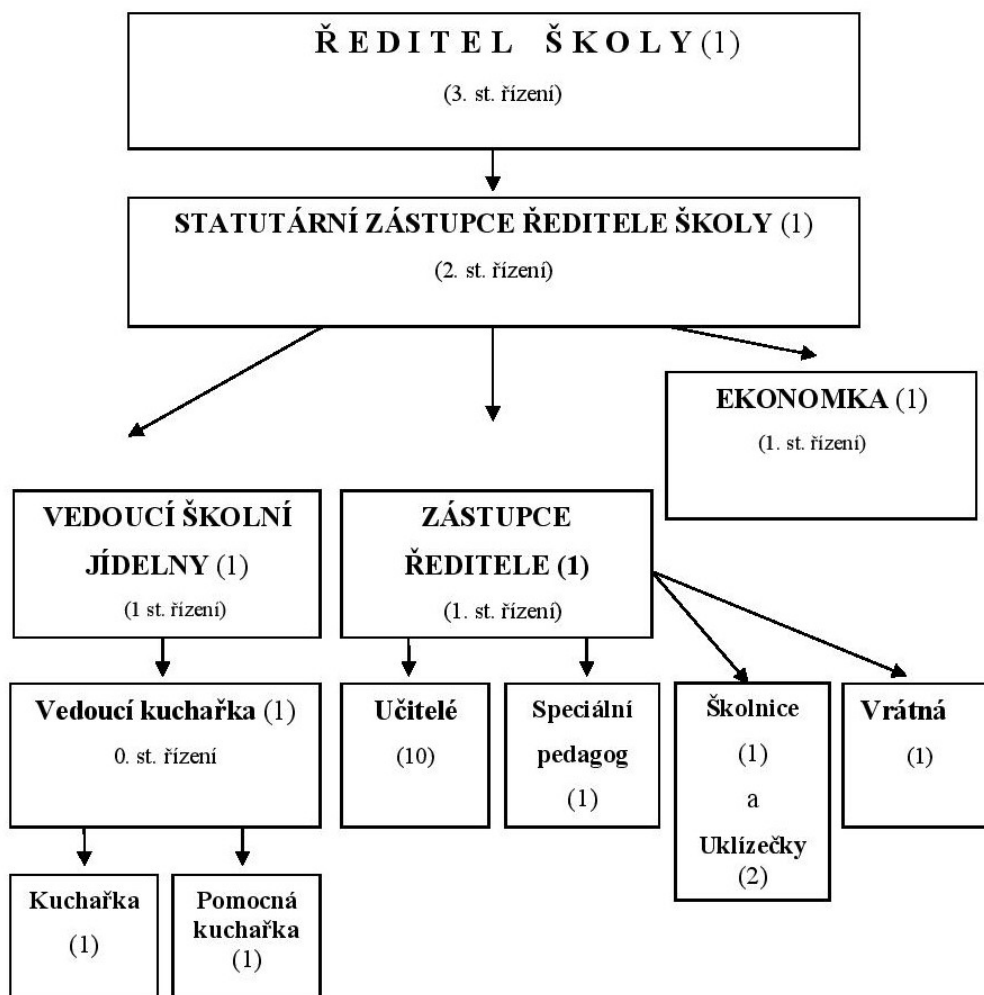 ŘEDITEL ŠKOLY (1)
(3. st. řízení)
STATUTÁRNÍ ZÁSTUPCE ŘEDITELE ŠKOLY (1)
(2. st. řízení)
EKONOMKA (1)
(1. st. řízení)
VEDOUCÍ ŠKOLNÍ
JÍDELNY (1)
(1 st. řízení)
ZÁSTUPCE
ŘEDITELE (1)
(1. st. řízení)
Vedoucí kuchařka (1)
0. st. řízení
Učitelé
(10)
Speciální
pedagog
(1)
Školnice
(1)
a
Uklízečky
(2)
Vrátná
(1)
Kuchařka
(1)
Pomocná
kuchařka
(1)